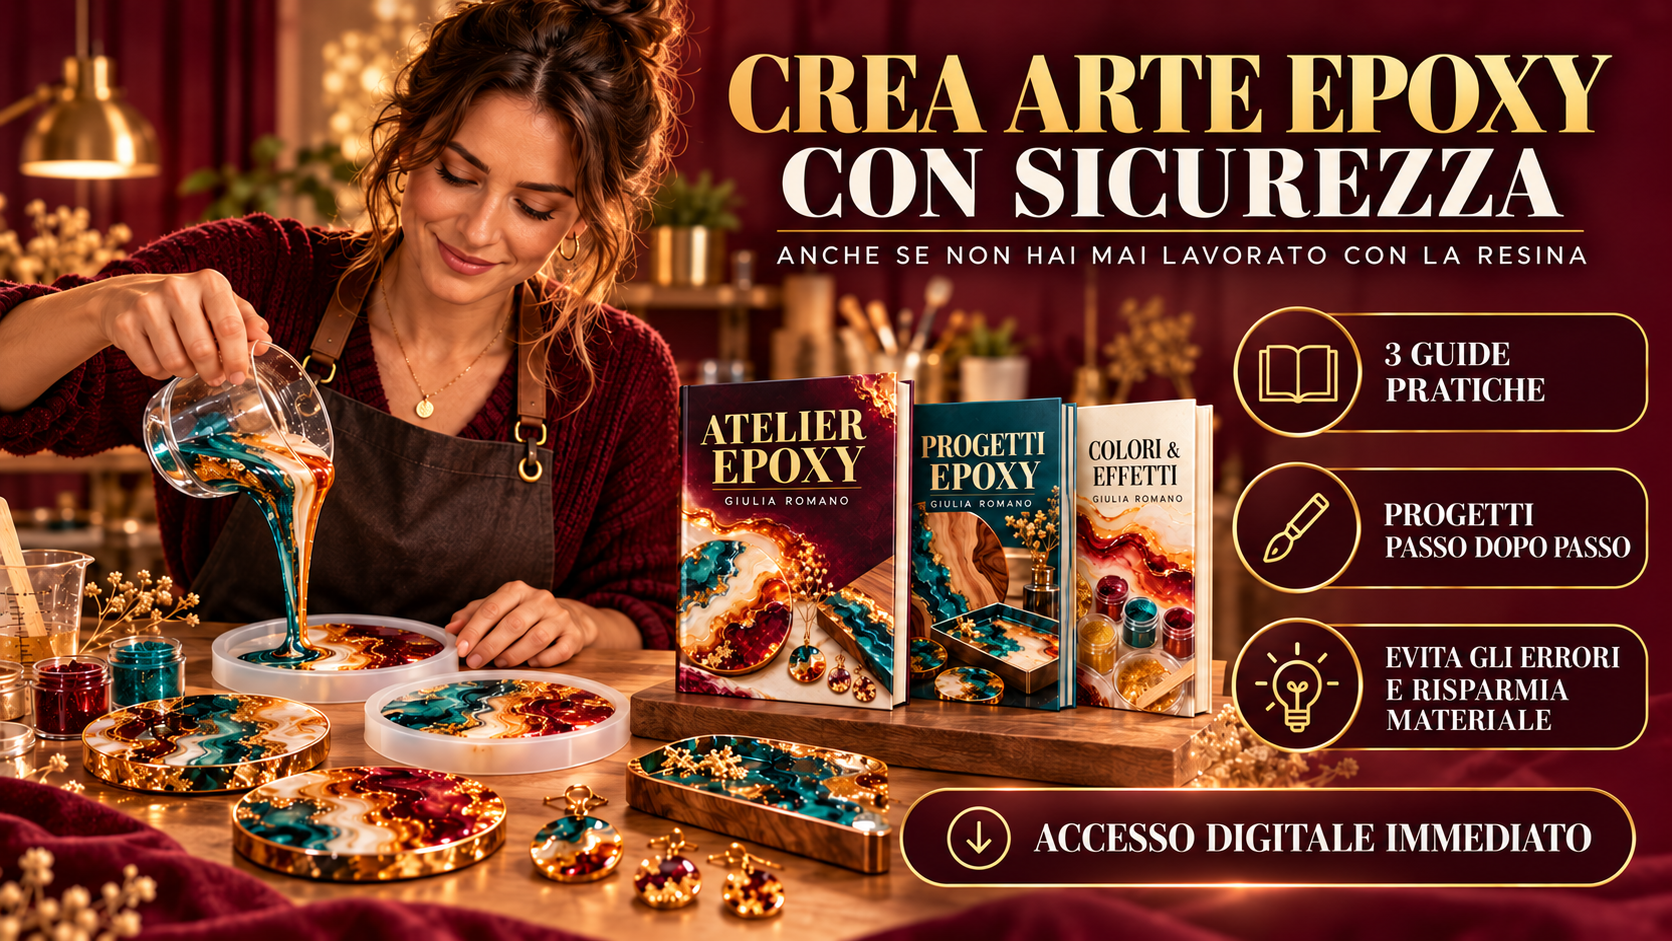 CREA ARTE EPOXY
CON SICUREZZA
ANCHE SE NON HAI MAI LAVORATO CON LA RESINA
3 GUIDE
PRATICHE
PROGETTI
PASSO DOPO PASSO
EVITA GLI ERRORI
E RISPARMIA
MATERIALE
ACCESSO DIGITALE IMMEDIATO
ATELIER
EPOXY
GIULIA ROMANO
PROGETTI
EPOXY
GIULIA ROMANO
COLORI &
EFFETTI
GIULIA ROMANO